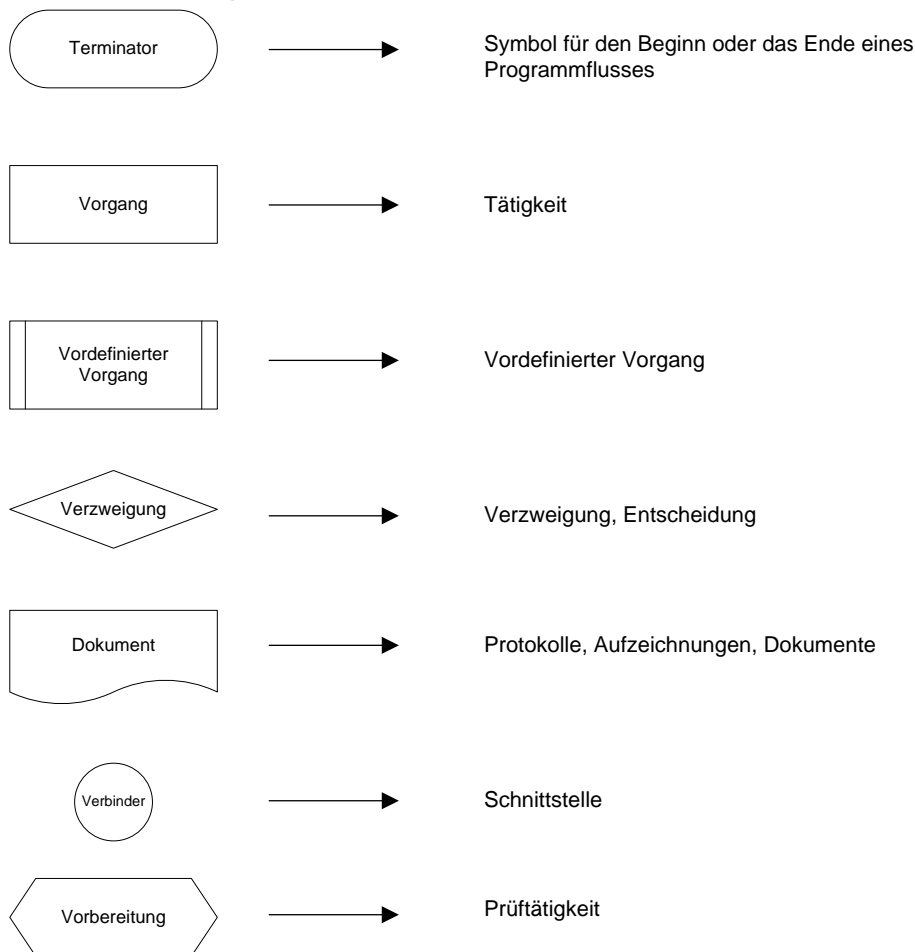 Terminator
Symbol für den Beginn oder das Ende eines
Programmflusses
Vorgang
Tätigkeit
Vordefinierter
Vorgang
Vordefinierter Vorgang
Verzweigung
Verzweigung, Entscheidung
Dokument
Protokolle, Aufzeichnungen, Dokumente
Verbinder
Schnittstelle
Vorbereitung
Prüftätigkeit